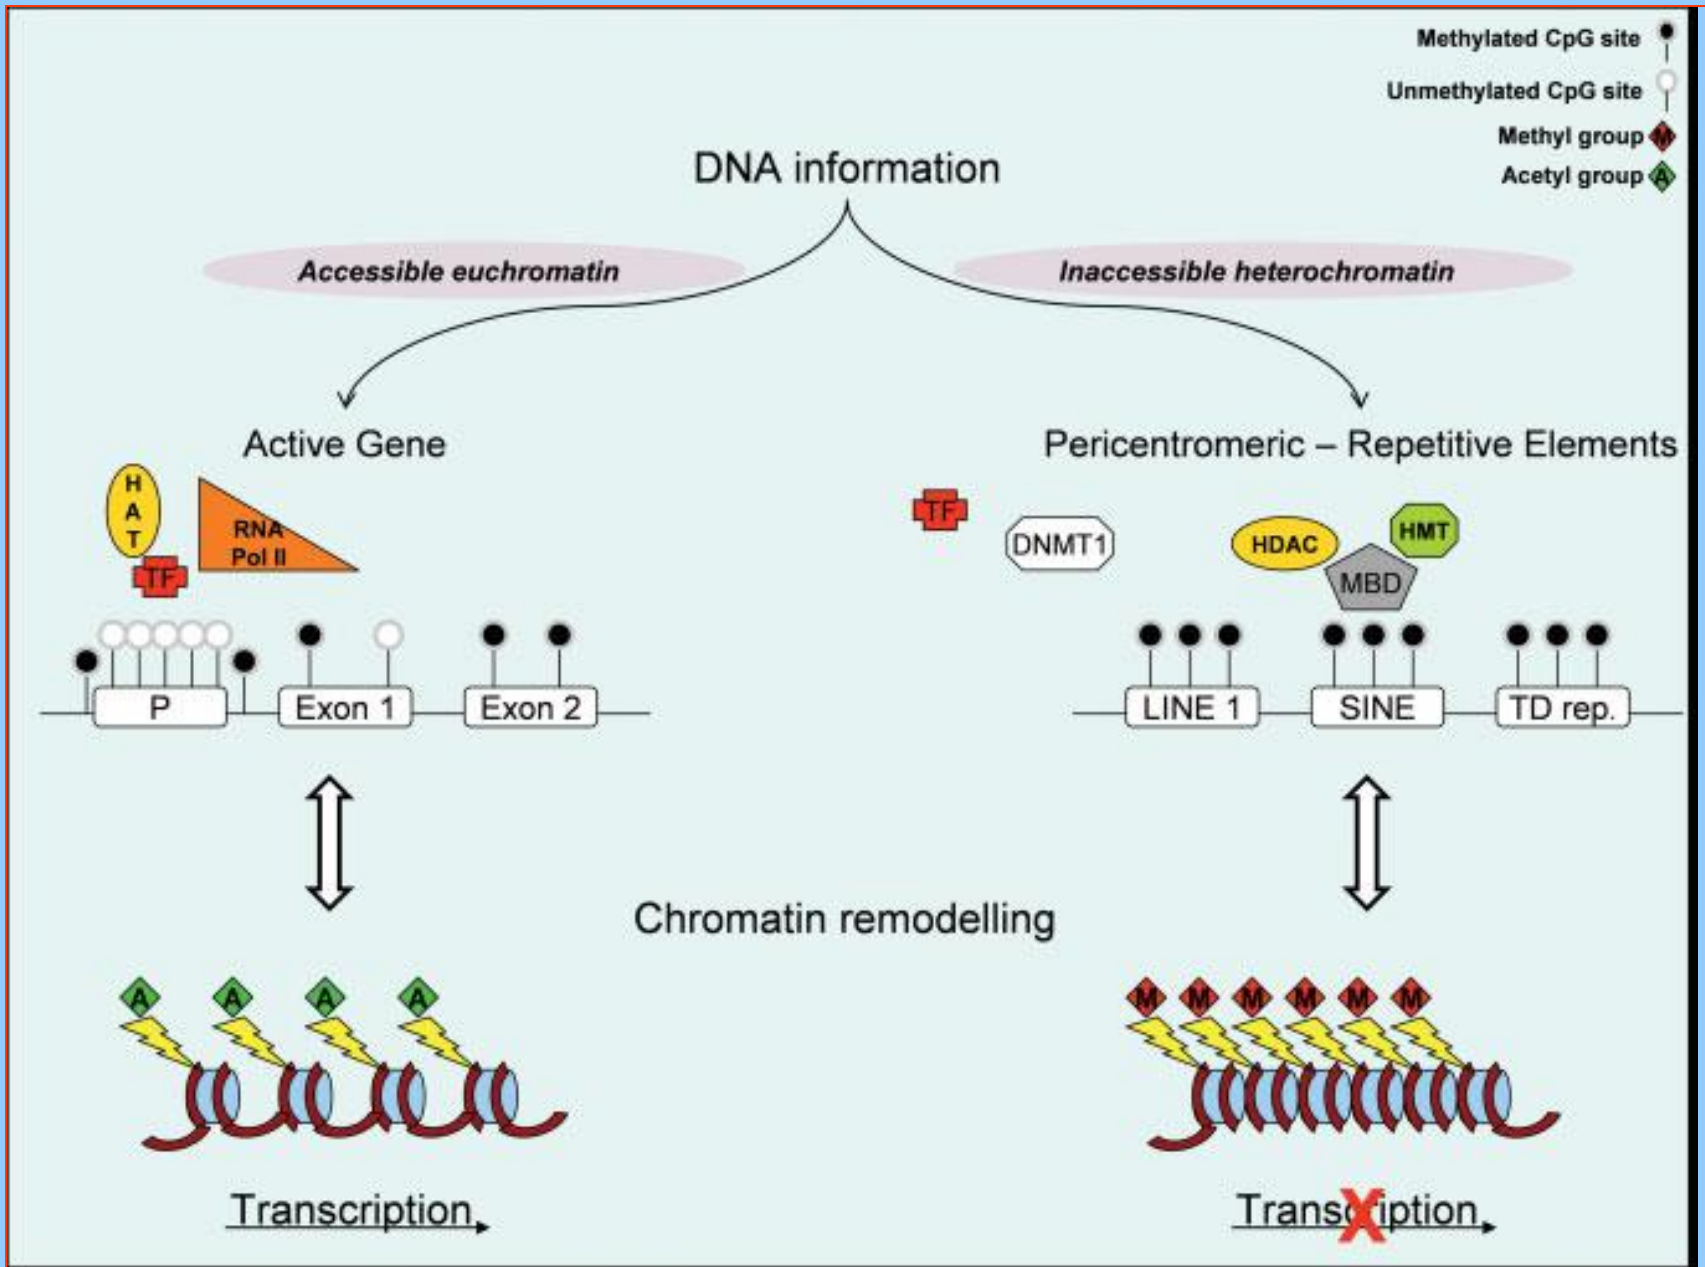 Methylated CpG site
Unmethylated CpG site
Methyl group M
Acetyl group A
DNA information
Accessible euchromatin
Inaccessible heterochromatin
Active Gene
Pericentromeric – Repetitive Elements
H
A
T
RNA
Pol II
TF
TF
DNMT1
HDAC
HMT
MBD
P
Exon 1
Exon 2
LINE 1
SINE
TD rep.
Chromatin remodelling
A A A A
M M M M M M
Transcription
Transcription
X